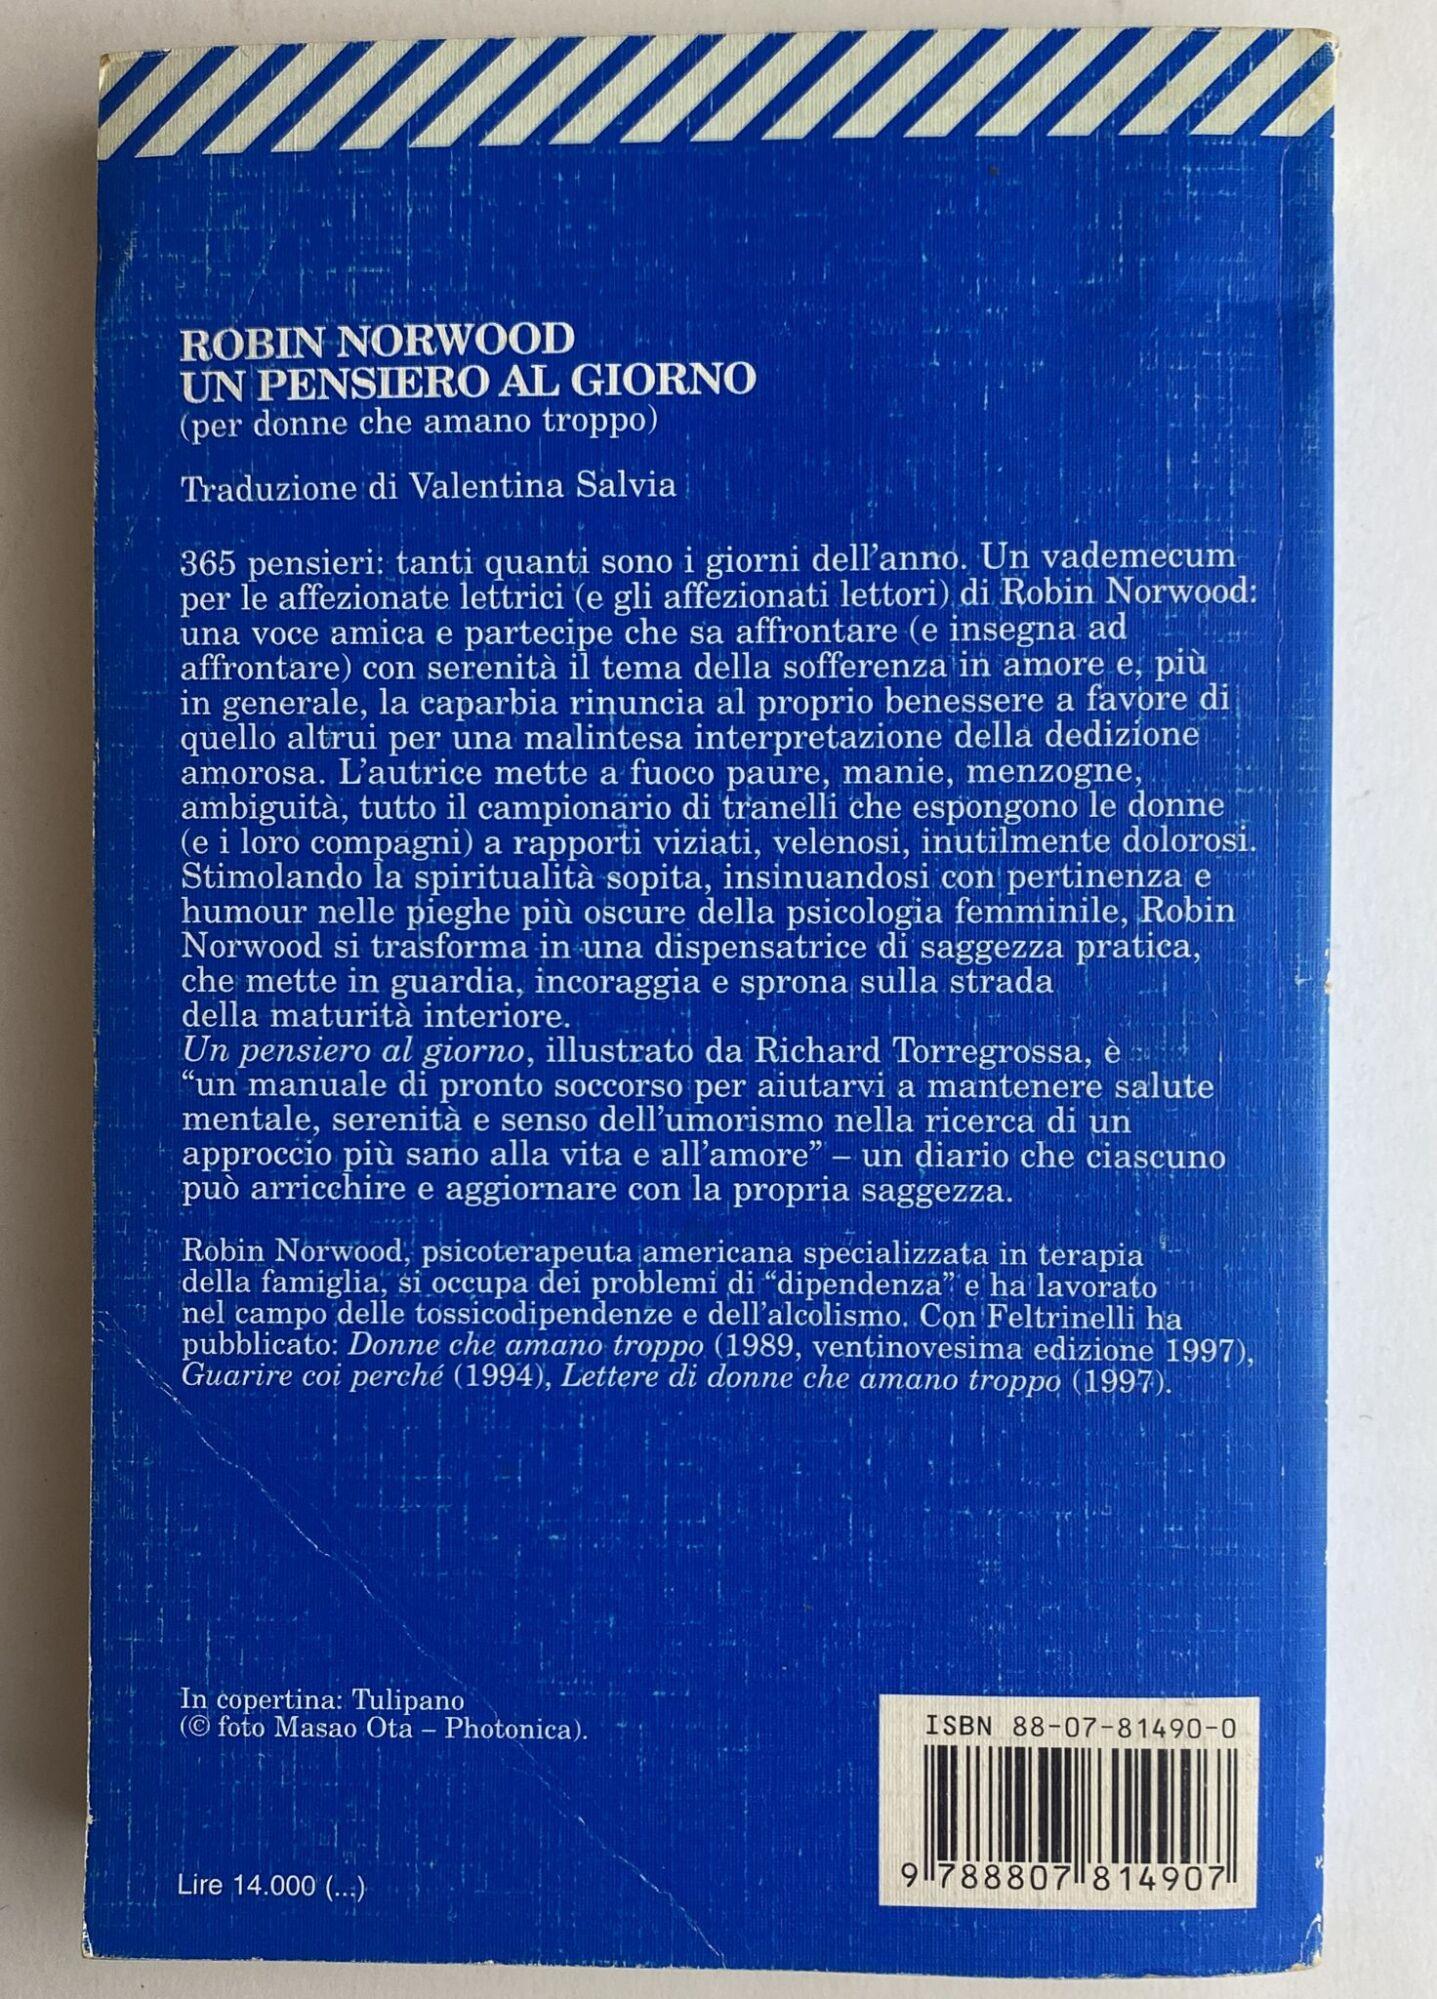 ROBIN NORWOOD
UN PENSIERO AL GIORNO
(per donne che amano troppo)
Traduzione di Valentina Salvia
365 pensieri: tanti quanti sono i giorni dell'anno. Un vademecum
per le affezionate lettrici (e gli affezionati lettori) di Robin Norwood:
una voce amica e partecipe che sa affrontare (e insegna ad
affrontare) con serenità il tema della sofferenza in amore e, più
in generale, la caparbia rinuncia al proprio benessere a favore di
quello altrui per una malintesa interpretazione della dedizione
amorosa. L'autrice mette a fuoco paure, manie, menzogne,
ambiguità, tutto il campionario di tranelli che espongono le donne
(e i loro compagni) a rapporti viziati, velenosi, inutilmente dolorosi.
Stimolando la spiritualità sopita, insinuandosi con pertinenza e
humour nelle pieghe più oscure della psicologia femminile, Robin
Norwood si trasforma in una dispensatrice di saggezza pratica,
che mette in guardia, incoraggia e sprona sulla strada
della maturità interiore.
Un pensiero al giorno, illustrato da Richard Torregrossa, è
“un manuale di pronto soccorso per aiutarvi a mantenere salute
mentale, serenità e senso dell'umorismo nella ricerca di un
approccio più sano alla vita e all'amore” – un diario che ciascuno
può arricchire e aggiornare con la propria saggezza.
Robin Norwood, psicoterapeuta americana specializzata in terapia
della famiglia, si occupa dei problemi di “dipendenza” e ha lavorato
nel campo delle tossicodipendenze e dell'alcolismo. Con Feltrinelli ha
pubblicato: Donne che amano troppo (1989, ventinovesima edizione 1997),
Guarire coi perché (1994), Lettere di donne che amano troppo (1997).
In copertina: Tulipano
(© foto Masao Ota – Photonica).
ISBN 88-07-81490-0
9 788807 814907
Lire 14.000 (...)